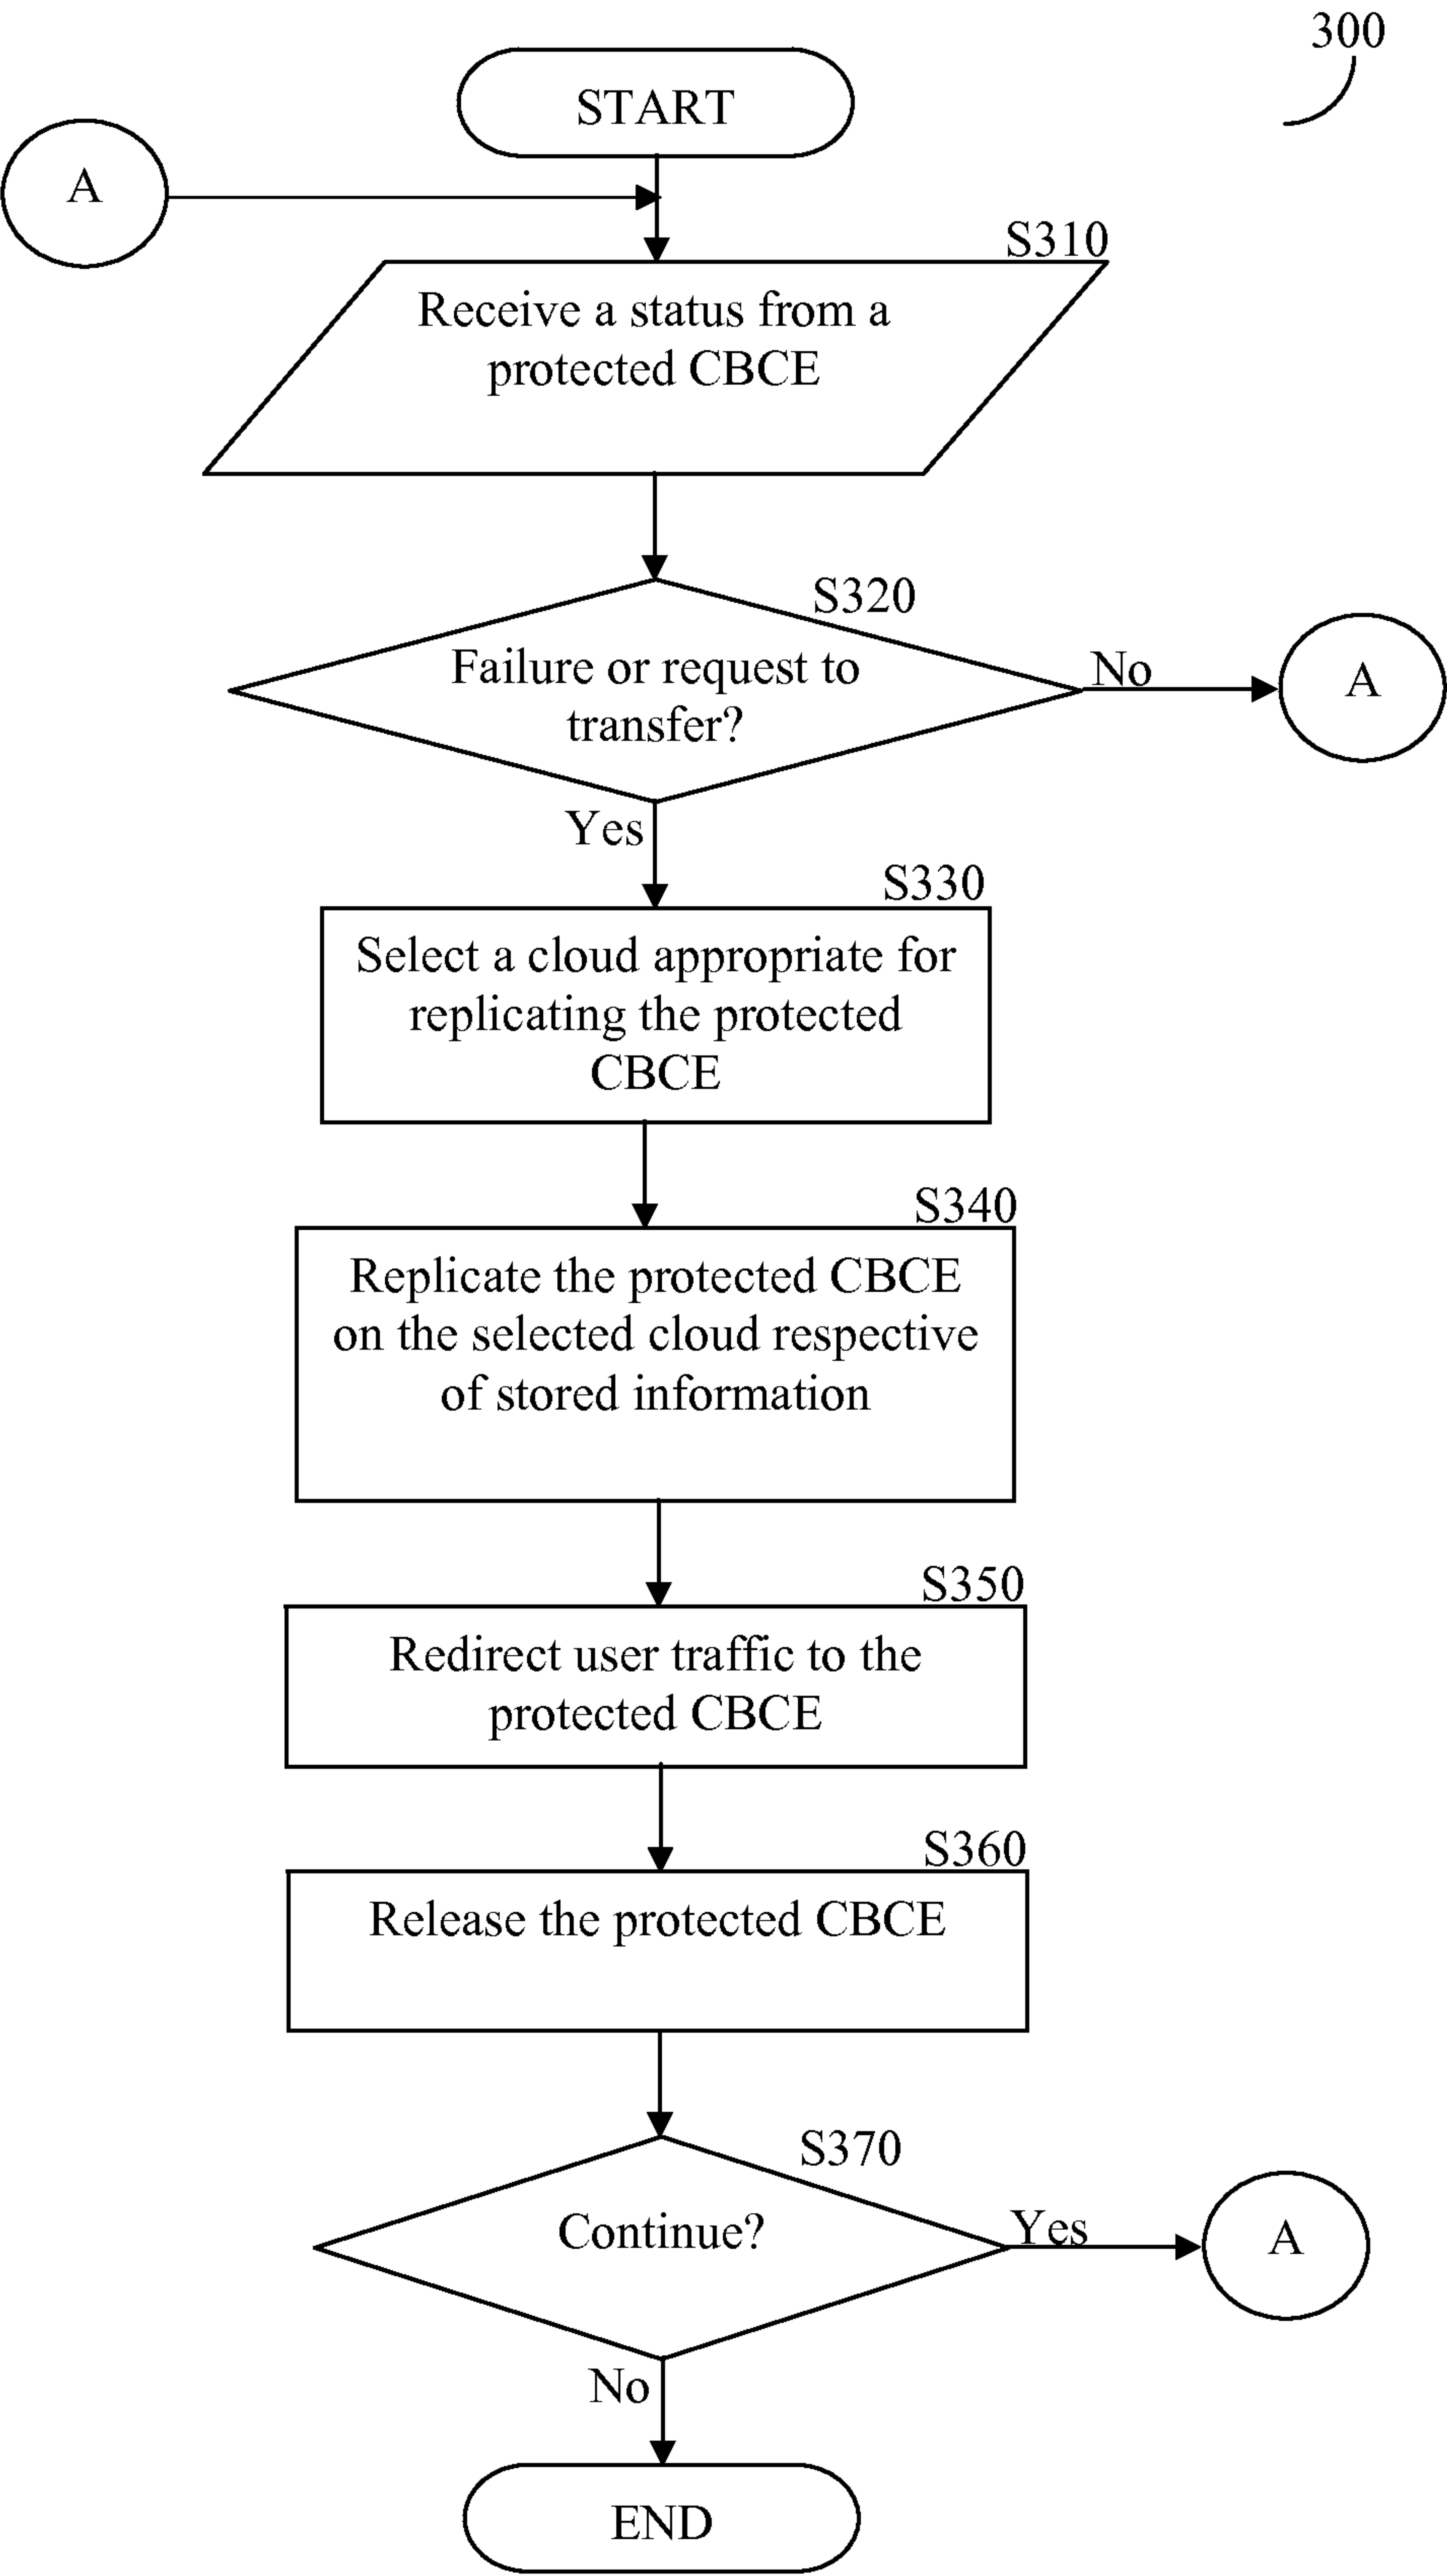 300
START
A
S310
Receive a status from a
protected CBCE
S320
Failure or request to
transfer?
No
A
Yes
S330
Select a cloud appropriate for
replicating the protected
CBCE
S340
Replicate the protected CBCE
on the selected cloud respective
of stored information
S350
Redirect user traffic to the
protected CBCE
S360
Release the protected CBCE
S370
Continue?
Yes
A
No
END